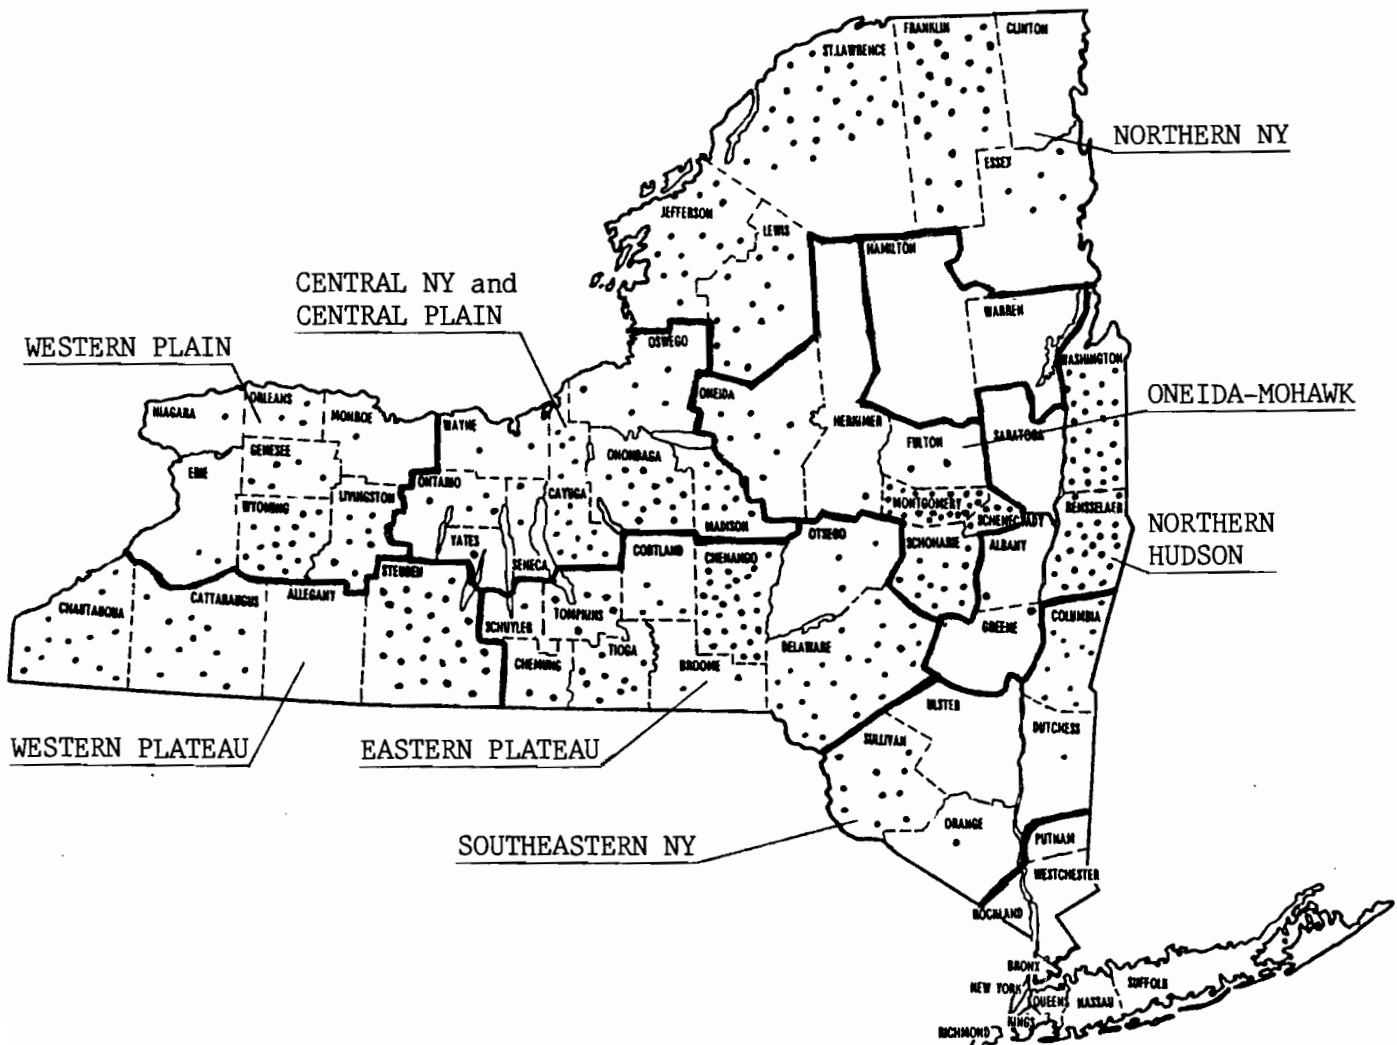 FRANKLIN
CLINTON
ST. LAWRENCE
NORTHERN NY
ESSEX
JEFFERSON
LEWIS
HAMILTON
CENTRAL NY and
CENTRAL PLAIN
WARREN
WESTERN PLAIN
OSWEGO
WASHINGTON
ONEIDA
ONEIDA-MOHAWK
NIAGARA
ORLEANS
MONROE
WAYNE
HERKIMER
FULTON
SARATOGA
GENESEE
ONONDAGA
ERIE
ONTARIO
CAYUGA
LIVINGSTON
WYOMING
MONTGOMERY
RENSSELAER
MADISON
SCHENECTADY
NORTHERN
HUDSON
YATES
OTSEGO
SCHOHARIE
ALBANY
SENECA
CORTLAND
CHENANGO
STEUBEN
ALLEGANY
CATTARAUGUS
CHAUTAUQUA
TOMPKINS
SCHUYLER
GREENE
COLUMBIA
TIOGA
DELAWARE
CHEMUNG
BROOME
ULSTER
DUTCHESS
SULLIVAN
WESTERN PLATEAU
EASTERN PLATEAU
ORANGE
PUTNAM
SOUTHEASTERN NY
WESTCHESTER
ROCKLAND
BRONX
NEW YORK
SUFFOLK
QUEENS
NASSAU
KINGS
RICHMOND